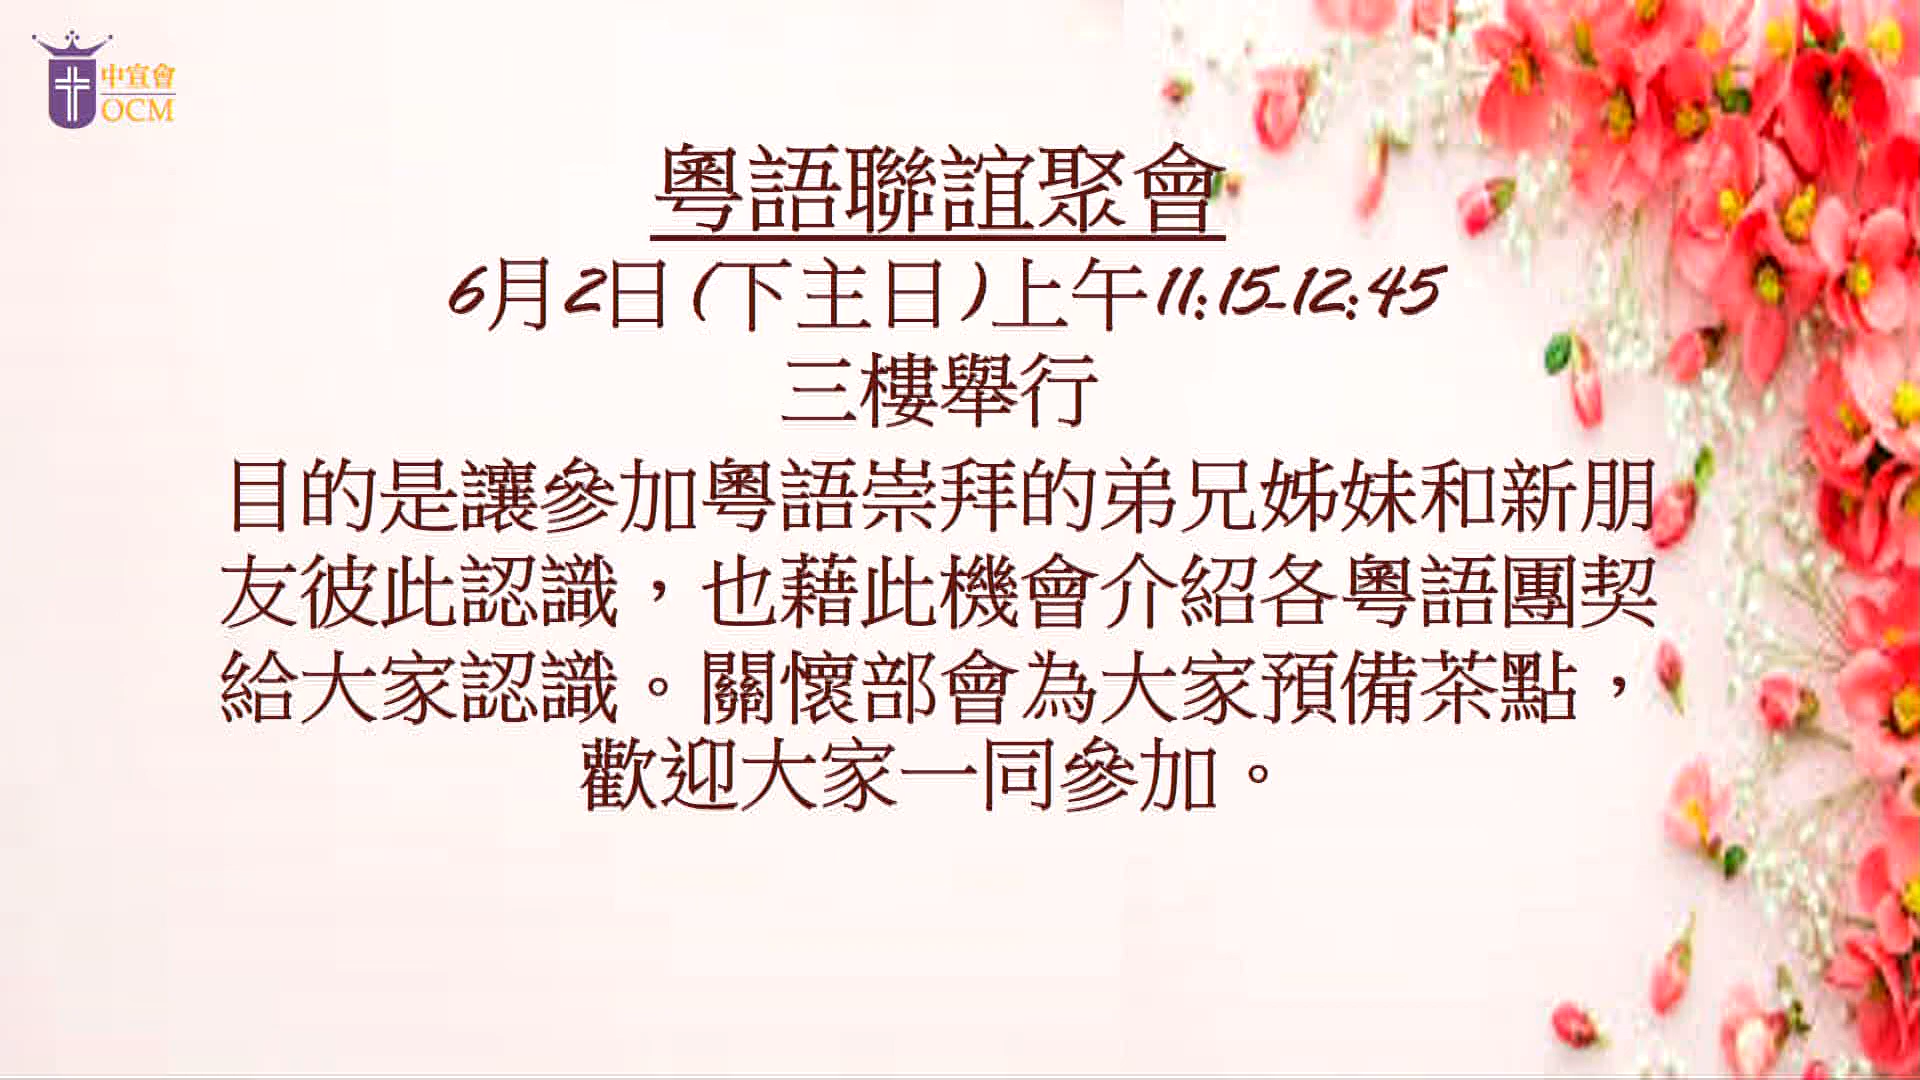 中宣會
OCM
粵語聯誼聚會
6月2日(下主日)上午11:15-12:45
三樓舉行
目的是讓參加粵語崇拜的弟兄姊妹和新朋
友彼此認識，也藉此機會介紹各粵語團契
給大家認識。關懷部會為大家預備茶點，
歡迎大家一同參加。